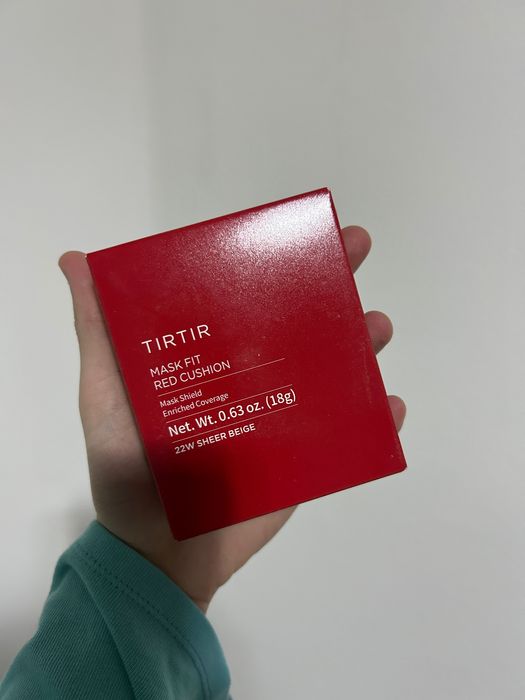 TIRTIR
MASK FIT
RED CUSHION
Mask Shield
Enriched Coverage
Net. Wt. 0.63 oz. (18g)
22W SHEER BEIGE